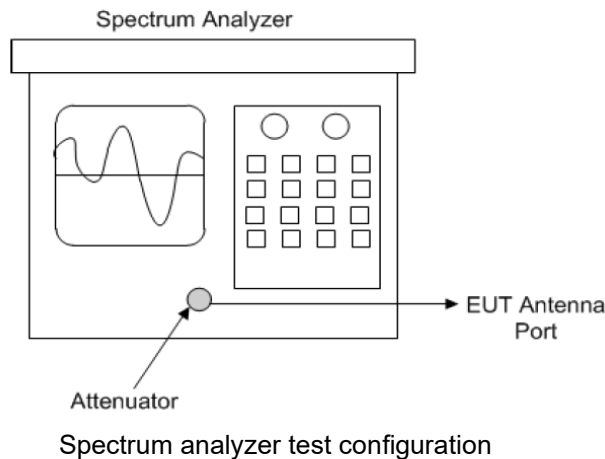 Spectrum Analyzer
EUT Antenna
Port
Attenuator
Spectrum analyzer test configuration